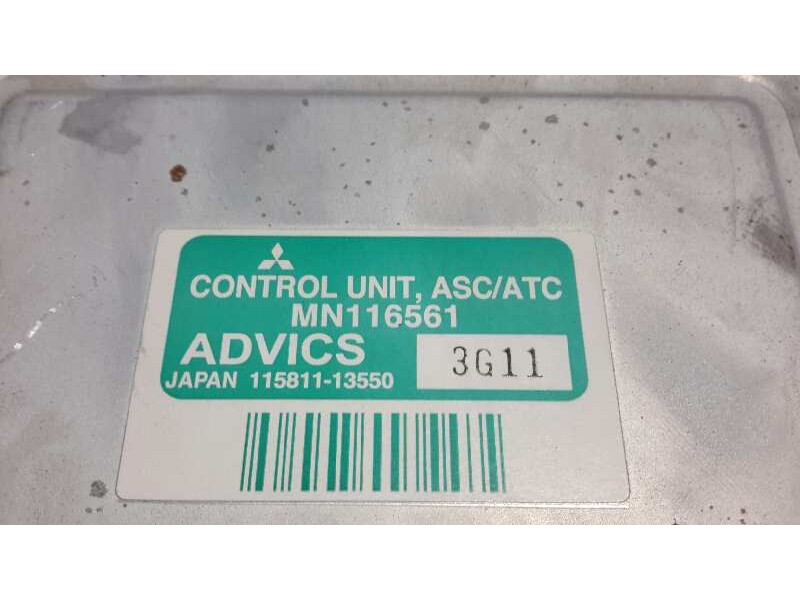 CONTROL UNIT, ASC/ATC
MN116561
ADVICS
3G11
JAPAN 115811-13550